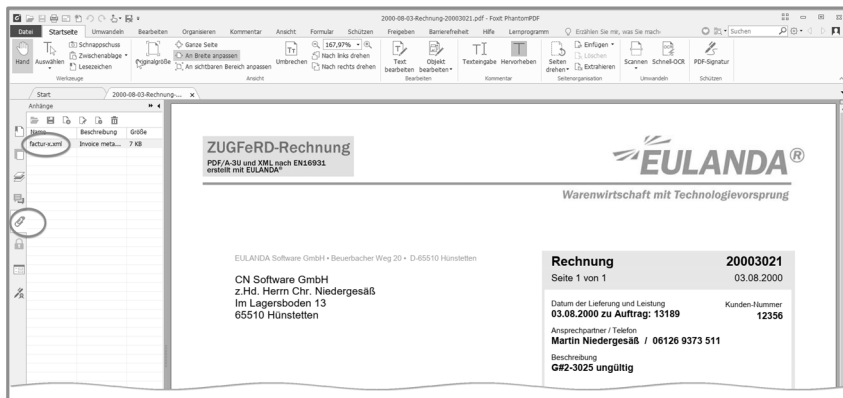 2000-08-03-Rechnung-20003021.pdf - Foxit PhantomPDF
Datei Startseite Umwandeln Bearbeiten Organisieren Kommentar Ansicht Formular Schützen Freigeben Barrierefreiheit Hilfe Lernprogramm Erzählen Sie mir, was Sie mach Suchen
Hand Auswählen
Schnappschuss
Zwischenablage
Lesezeichen
Originalgröße
Ganze Seite
An Breite anpassen
An sichtbaren Bereich anpassen
Umbrechen
167,97%
Nach links drehen
Nach rechts drehen
Text bearbeiten
Objekt bearbeiten
Texteingabe Hervorheben
Seiten drehen
Einfügen
Löschen
Extrahieren
Scannen Schnell-OCR
PDF-Signatur
Werkzeuge Ansicht Bearbeiten Kommentar Seitenorganisation Umwandeln Schützen
Start 2000-08-03-Rechnung-... x
Anhänge
Name Beschreibung Größe
factur-x.xml Invoice meta.... 7 KB
ZUGFeRD-Rechnung
PDF/A-3U und XML nach EN16931
erstellt mit EULANDA®
EULANDA®
Warenwirtschaft mit Technologievorsprung
EULANDA Software GmbH • Beuerbacher Weg 20 • D-65510 Hünstetten
CN Software GmbH
z.Hd. Herrn Chr. Niedergesäß
Im Lagersboden 13
65510 Hünstetten
Rechnung 20003021
Seite 1 von 1 03.08.2000
Datum der Lieferung und Leistung Kunden-Nummer
03.08.2000 zu Auftrag: 13189 12356
Ansprechpartner / Telefon
Martin Niedergesäß / 06126 9373 511
Beschreibung
G#2-3025 ungültig